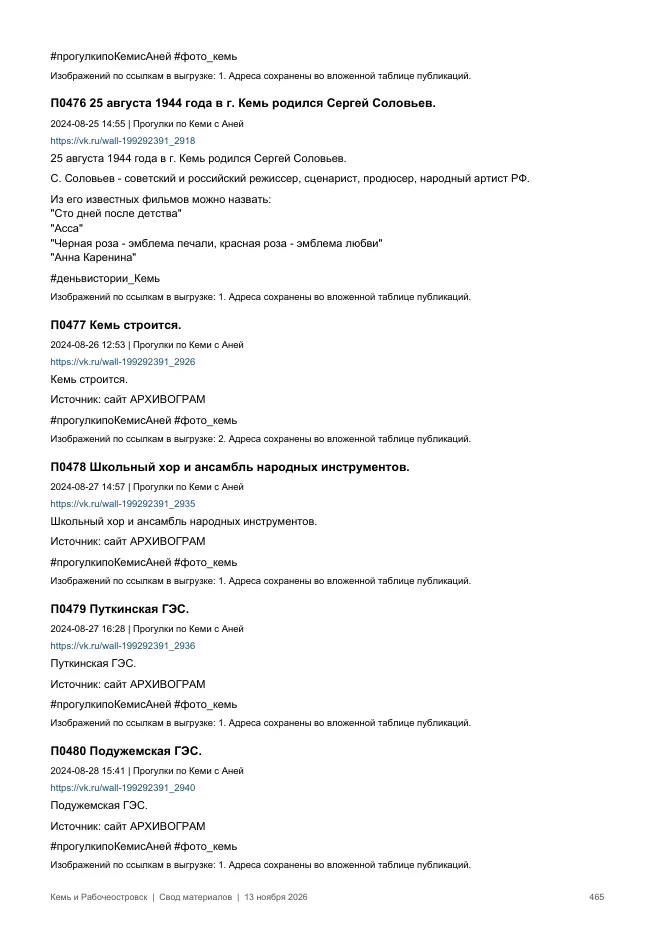 #прогулкипоКемисАней #фото_кемь
Изображений по ссылкам в выгрузке: 1. Адреса сохранены во вложенной таблице публикаций.
П0476 25 августа 1944 года в г. Кемь родился Сергей Соловьев.
2024-08-25 14:55 | Прогулки по Кеми с Аней
https://vk.ru/wall-199292391_2918
25 августа 1944 года в г. Кемь родился Сергей Соловьев.
С. Соловьев - советский и российский режиссер, сценарист, продюсер, народный артист РФ.
Из его известных фильмов можно назвать:
"Сто дней после детства"
"Асса"
"Черная роза - эмблема печали, красная роза - эмблема любви"
"Анна Каренина"
#деньвистории_Кемь
Изображений по ссылкам в выгрузке: 1. Адреса сохранены во вложенной таблице публикаций.
П0477 Кемь строится.
2024-08-26 12:53 | Прогулки по Кеми с Аней
https://vk.ru/wall-199292391_2926
Кемь строится.
Источник: сайт АРХИВОГРАМ
#прогулкипоКемисАней #фото_кемь
Изображений по ссылкам в выгрузке: 2. Адреса сохранены во вложенной таблице публикаций.
П0478 Школьный хор и ансамбль народных инструментов.
2024-08-27 14:57 | Прогулки по Кеми с Аней
https://vk.ru/wall-199292391_2935
Школьный хор и ансамбль народных инструментов.
Источник: сайт АРХИВОГРАМ
#прогулкипоКемисАней #фото_кемь
Изображений по ссылкам в выгрузке: 1. Адреса сохранены во вложенной таблице публикаций.
П0479 Путкинская ГЭС.
2024-08-27 16:28 | Прогулки по Кеми с Аней
https://vk.ru/wall-199292391_2936
Путкинская ГЭС.
Источник: сайт АРХИВОГРАМ
#прогулкипоКемисАней #фото_кемь
Изображений по ссылкам в выгрузке: 1. Адреса сохранены во вложенной таблице публикаций.
П0480 Подужемская ГЭС.
2024-08-28 15:41 | Прогулки по Кеми с Аней
https://vk.ru/wall-199292391_2940
Подужемская ГЭС.
Источник: сайт АРХИВОГРАМ
#прогулкипоКемисАней #фото_кемь
Изображений по ссылкам в выгрузке: 1. Адреса сохранены во вложенной таблице публикаций.
Кемь и Рабочеостровск | Свод материалов | 13 ноября 2026 465